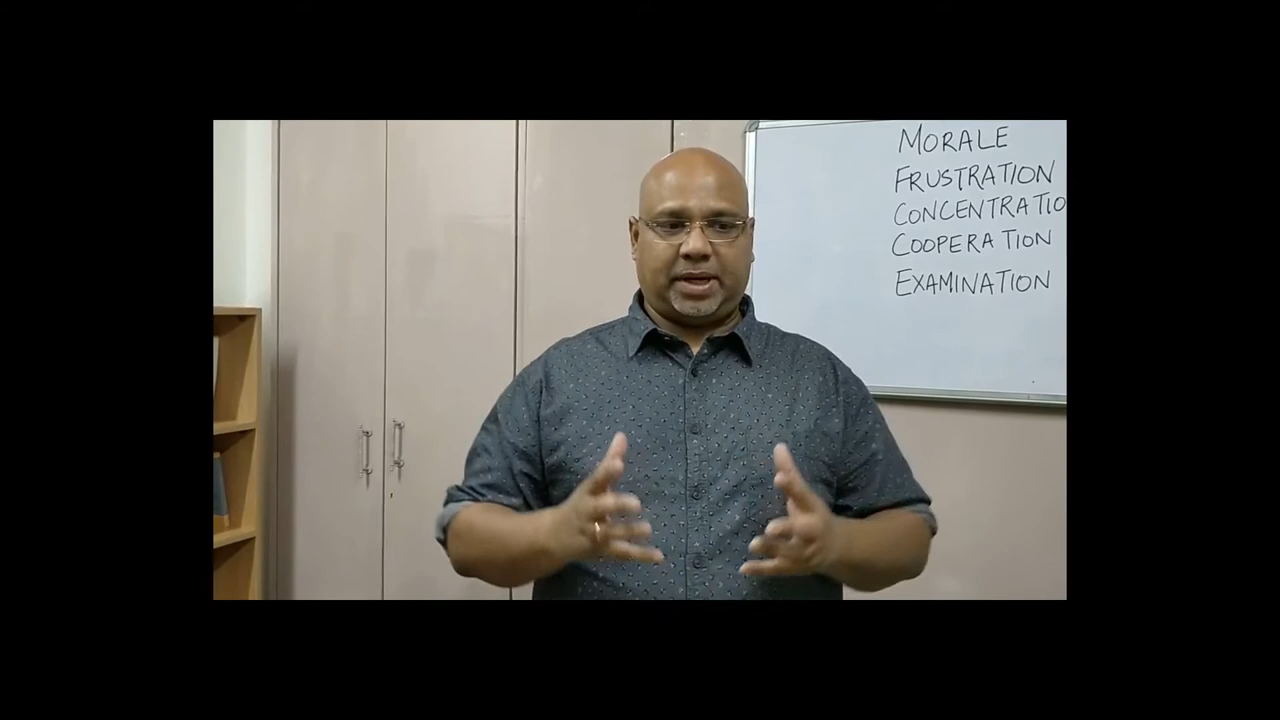 MORALE
FRUSTRATION
CONCENTRATIO
COOPERATION
EXAMINATION